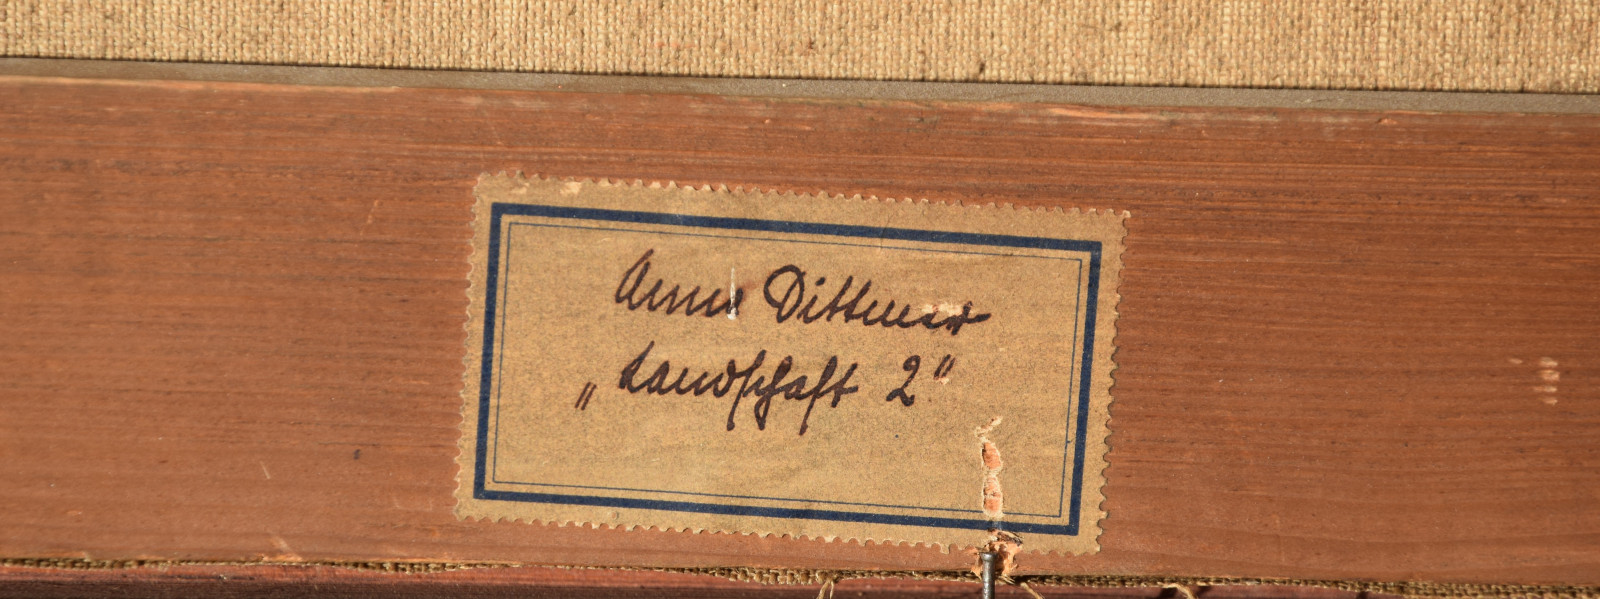 Anna Dittmer
„Landschaft 2"